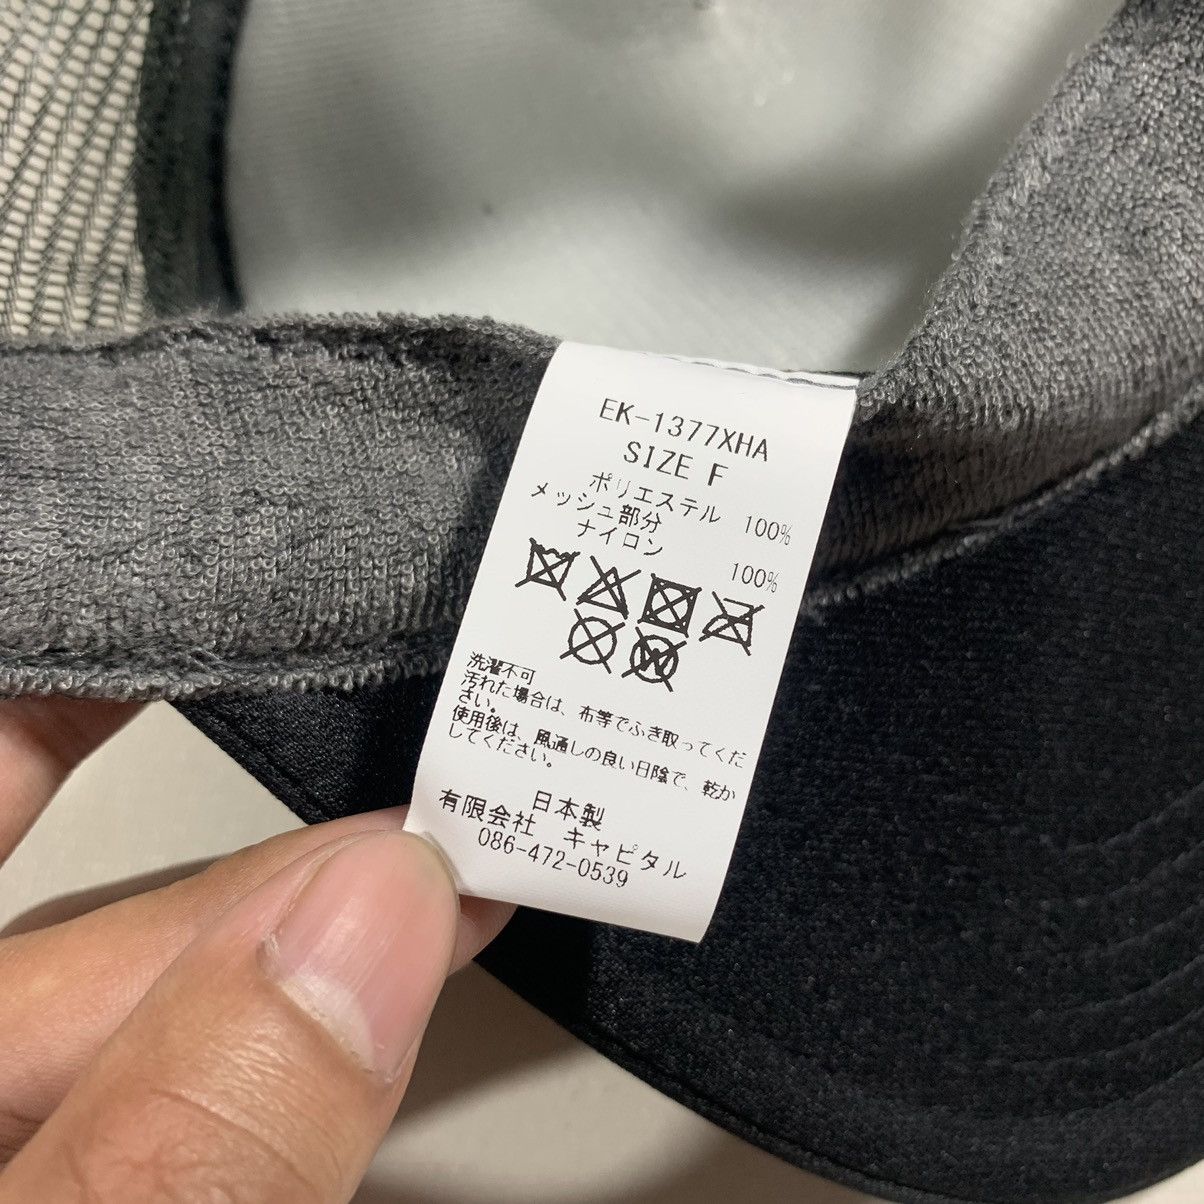 EK-1377XHA
SIZE F
ポリエステル 100%
メッシュ部分
ナイロン 100%
洗濯不可
汚れた場合は、布等でふき取ってくだ
さい。
使用後は、風通しの良い日陰で、乾か
してください。
日本製
有限会社 キャピタル
086-472-0539